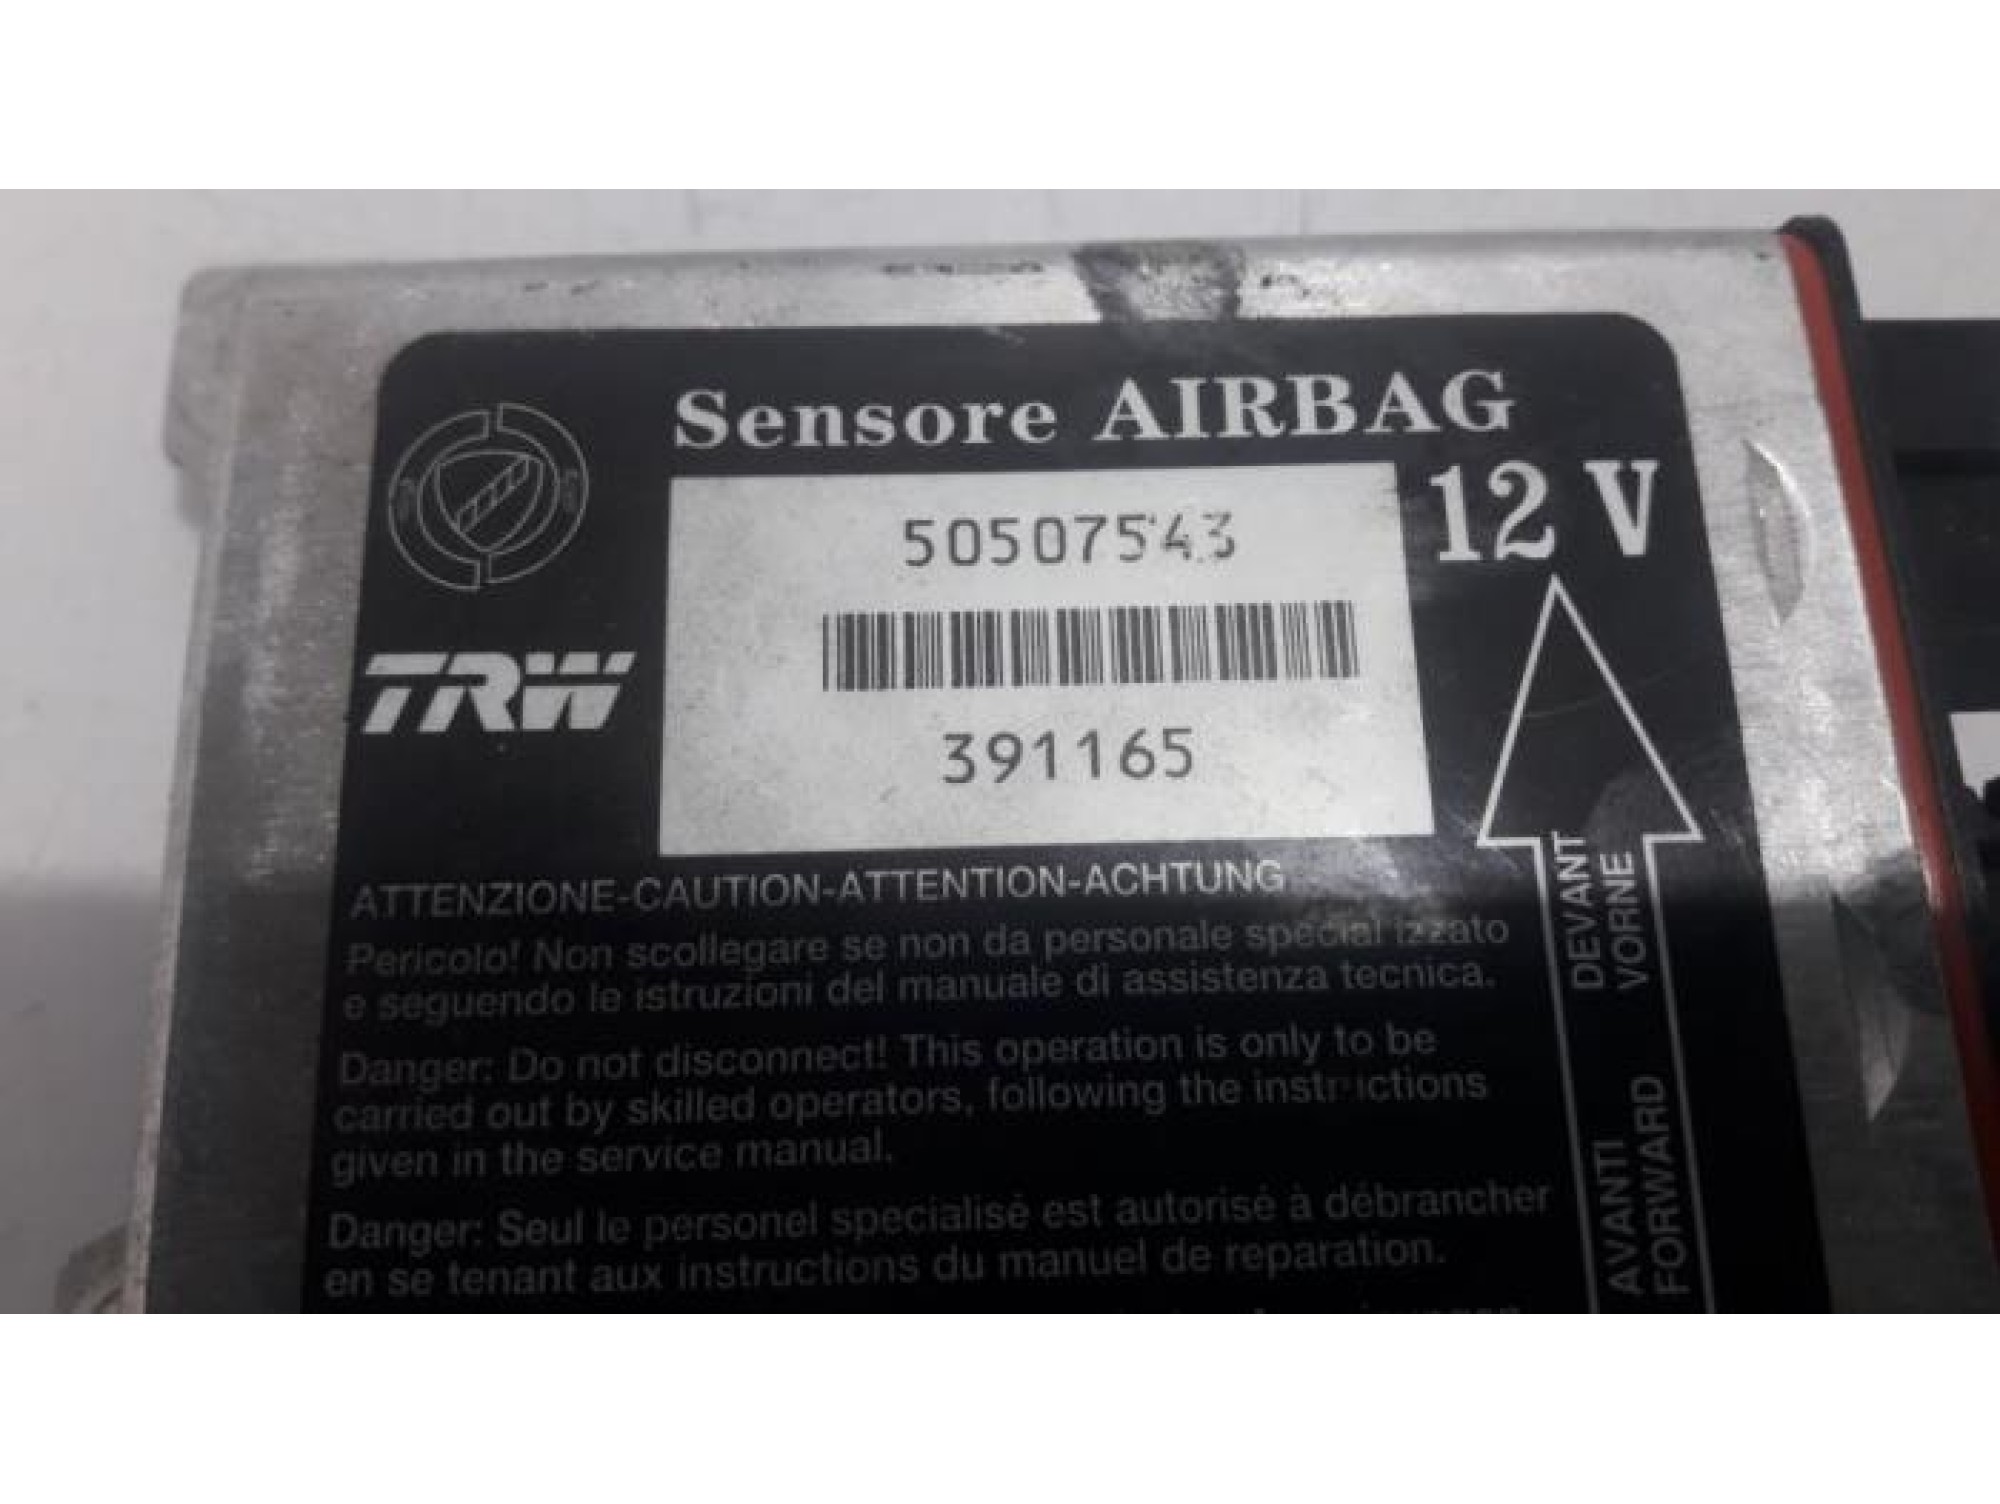 Sensore AIRBAG
50507543
12 V
TRW
391165
ATTENZIONE-CAUTION-ATTENTION-ACHTUNG
Pericolo! Non scollegare se non da personale specializzato
e seguendo le istruzioni del manuale di assistenza tecnica.
Danger: Do not disconnect! This operation is only to be
carried out by skilled operators, following the instructions
given in the service manual.
Danger: Seul le personel specialisè est autorisé à débrancher
en se tenant aux instructions du manuel de reparation.
DEVANT
VORNE
AVANTI
FORWARD